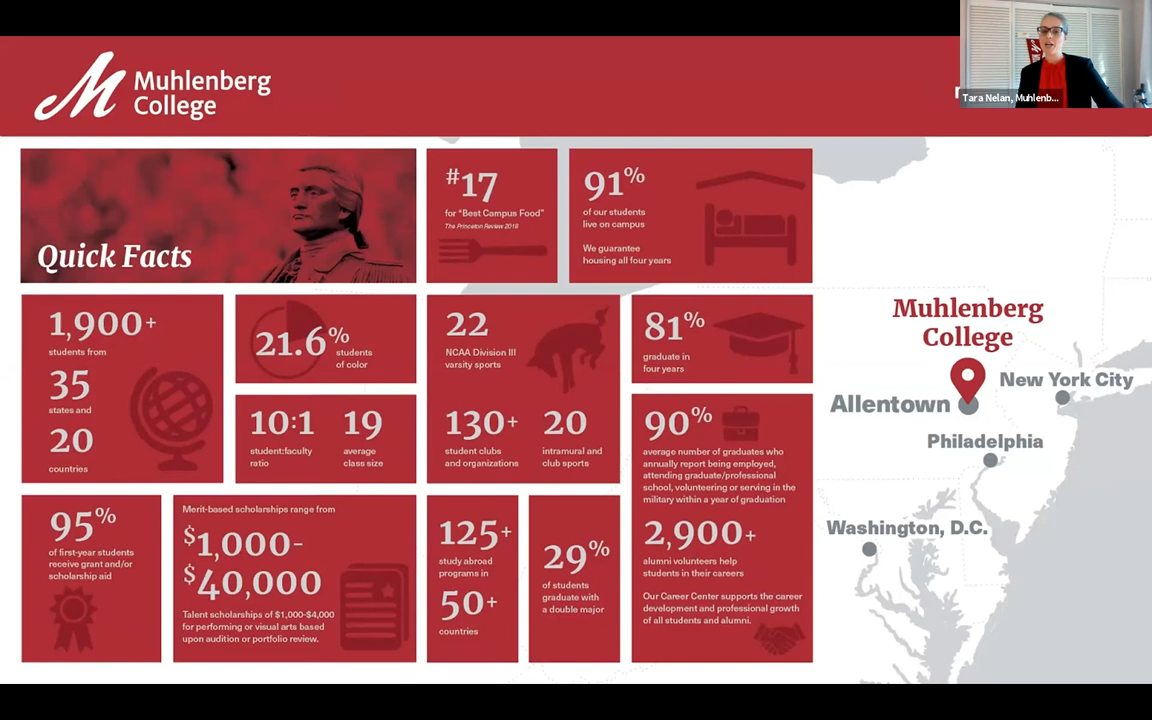 Muhlenberg
College
Tara Nelan, Muhlenb...
Quick Facts
#17
for "Best Campus Food"
The Princeton Review 2019
91%
of our students
live on campus
We guarantee
housing all four years
1,900+
students from
35
states and
20
countries
21.6%
students
of color
10:1
student:faculty
ratio
19
average
class size
22
NCAA Division III
varsity sports
130+
student clubs
and organizations
20
intramural and
club sports
81%
graduate in
four years
90%
average number of graduates who
annually report being employed,
attending graduate/professional
school, volunteering or serving in the
military within a year of graduation
2,900+
alumni volunteers help
students in their careers
Our Career Center supports the career
development and professional growth
of all students and alumni.
95%
of first-year students
receive grant and/or
scholarship aid
Merit-based scholarships range from
$1,000-
$40,000
Talent scholarships of $1,000-$4,000
for performing or visual arts based
upon audition or portfolio review.
125+
study abroad
programs in
50+
countries
29%
of students
graduate with
a double major
Muhlenberg
College
New York City
Allentown
Philadelphia
Washington, D.C.